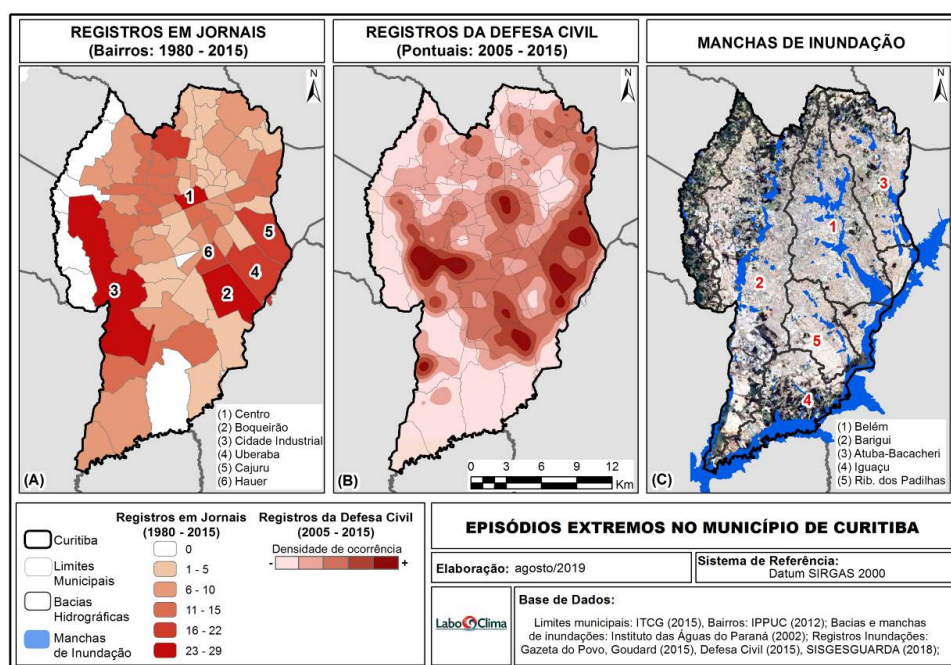 REGISTROS EM JORNAIS
(Bairros: 1980 - 2015)
REGISTROS DA DEFESA CIVIL
(Pontuais: 2005 - 2015)
MANCHAS DE INUNDAÇÃO
N
1
6
5
4
3
2
(1) Centro
(2) Boqueirão
(3) Cidade Industrial
(4) Uberaba
(5) Cajuru
(6) Hauer
(A)
N
0 3 6 9 12
Km
(B)
N
3
1
2
5
4
(1) Belém
(2) Barigui
(3) Atuba-Bacacheri
(4) Iguaçu
(5) Rib. dos Padilhas
(C)
Curitiba
Limites
Municipais
Bacias
Hidrográficas
Manchas
de Inundação
Registros em Jornais
(1980 - 2015)
0
1 - 5
6 - 10
11 - 15
16 - 22
23 - 29
Registros da Defesa Civil
(2005 - 2015)
Densidade de ocorrência
- +
EPISÓDIOS EXTREMOS NO MUNICÍPIO DE CURITIBA
Elaboração: agosto/2019
Sistema de Referência:
Datum SIRGAS 2000
LaboClima
Base de Dados:
Limites municipais: ITCG (2015), Bairros: IPPUC (2012); Bacias e manchas
de inundações: Instituto das Águas do Paraná (2002); Registros Inundações:
Gazeta do Povo, Goudard (2015), Defesa Civil (2015), SISGESGUARDA (2018);